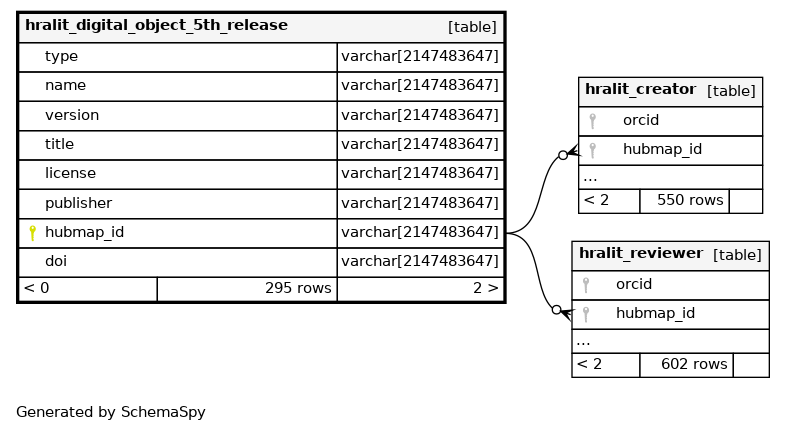 hralit_digital_object_5th_release [table]
type varchar[2147483647]
name varchar[2147483647]
version varchar[2147483647]
title varchar[2147483647]
license varchar[2147483647]
publisher varchar[2147483647]
hubmap_id varchar[2147483647]
doi varchar[2147483647]
< 0 295 rows 2 >
hralit_creator [table]
orcid
hubmap_id
...
< 2 550 rows
hralit_reviewer [table]
orcid
hubmap_id
...
< 2 602 rows
Generated by SchemaSpy